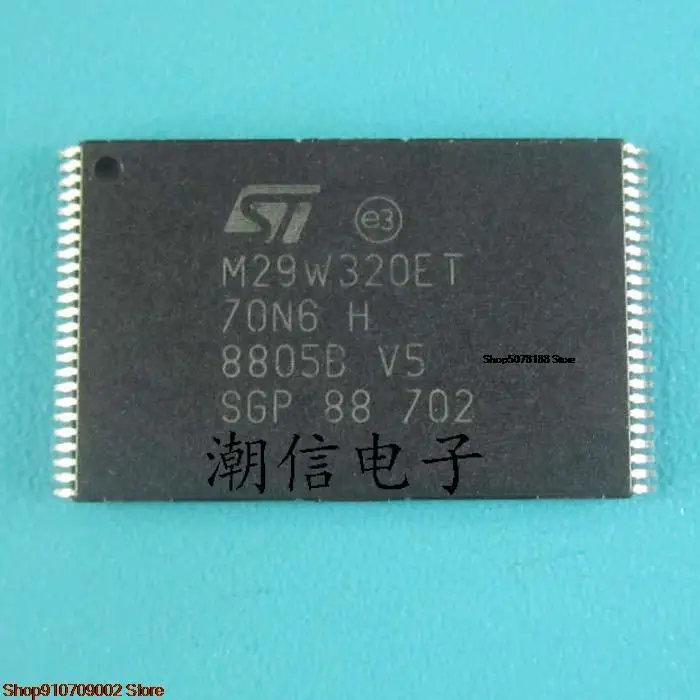 ST e3
M29W320ET
70N6 H
8805B V5
SGP 88 702
Shop5078188 Store
潮信电子
Shop910709002 Store